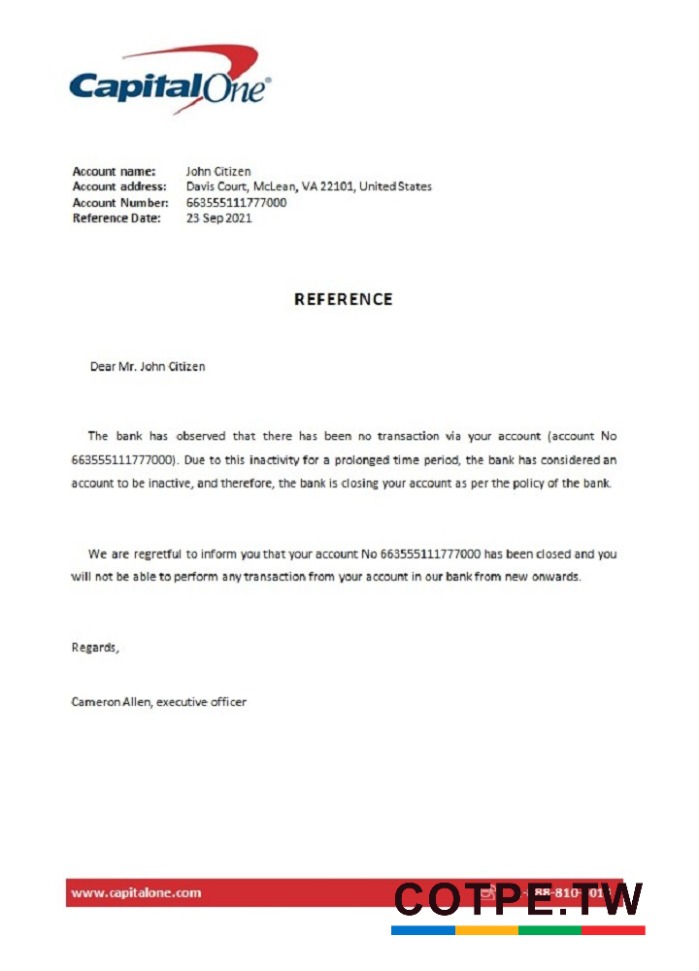 CapitalOne®
Account name: John Citizen
Account address: Davis Court, McLean, VA 22101, United States
Account Number: 663555111777000
Reference Date: 23 Sep 2021
REFERENCE
Dear Mr. John Citizen
The bank has observed that there has been no transaction via your account (account No
663555111777000). Due to this inactivity for a prolonged time period, the bank has considered an
account to be inactive, and therefore, the bank is closing your account as per the policy of the bank.
We are regretful to inform you that your account No 663555111777000 has been closed and you
will not be able to perform any transaction from your account in our bank from new onwards.
Regards,
Cameron Allen, executive officer
www.capitalone.com
COTPE.TW